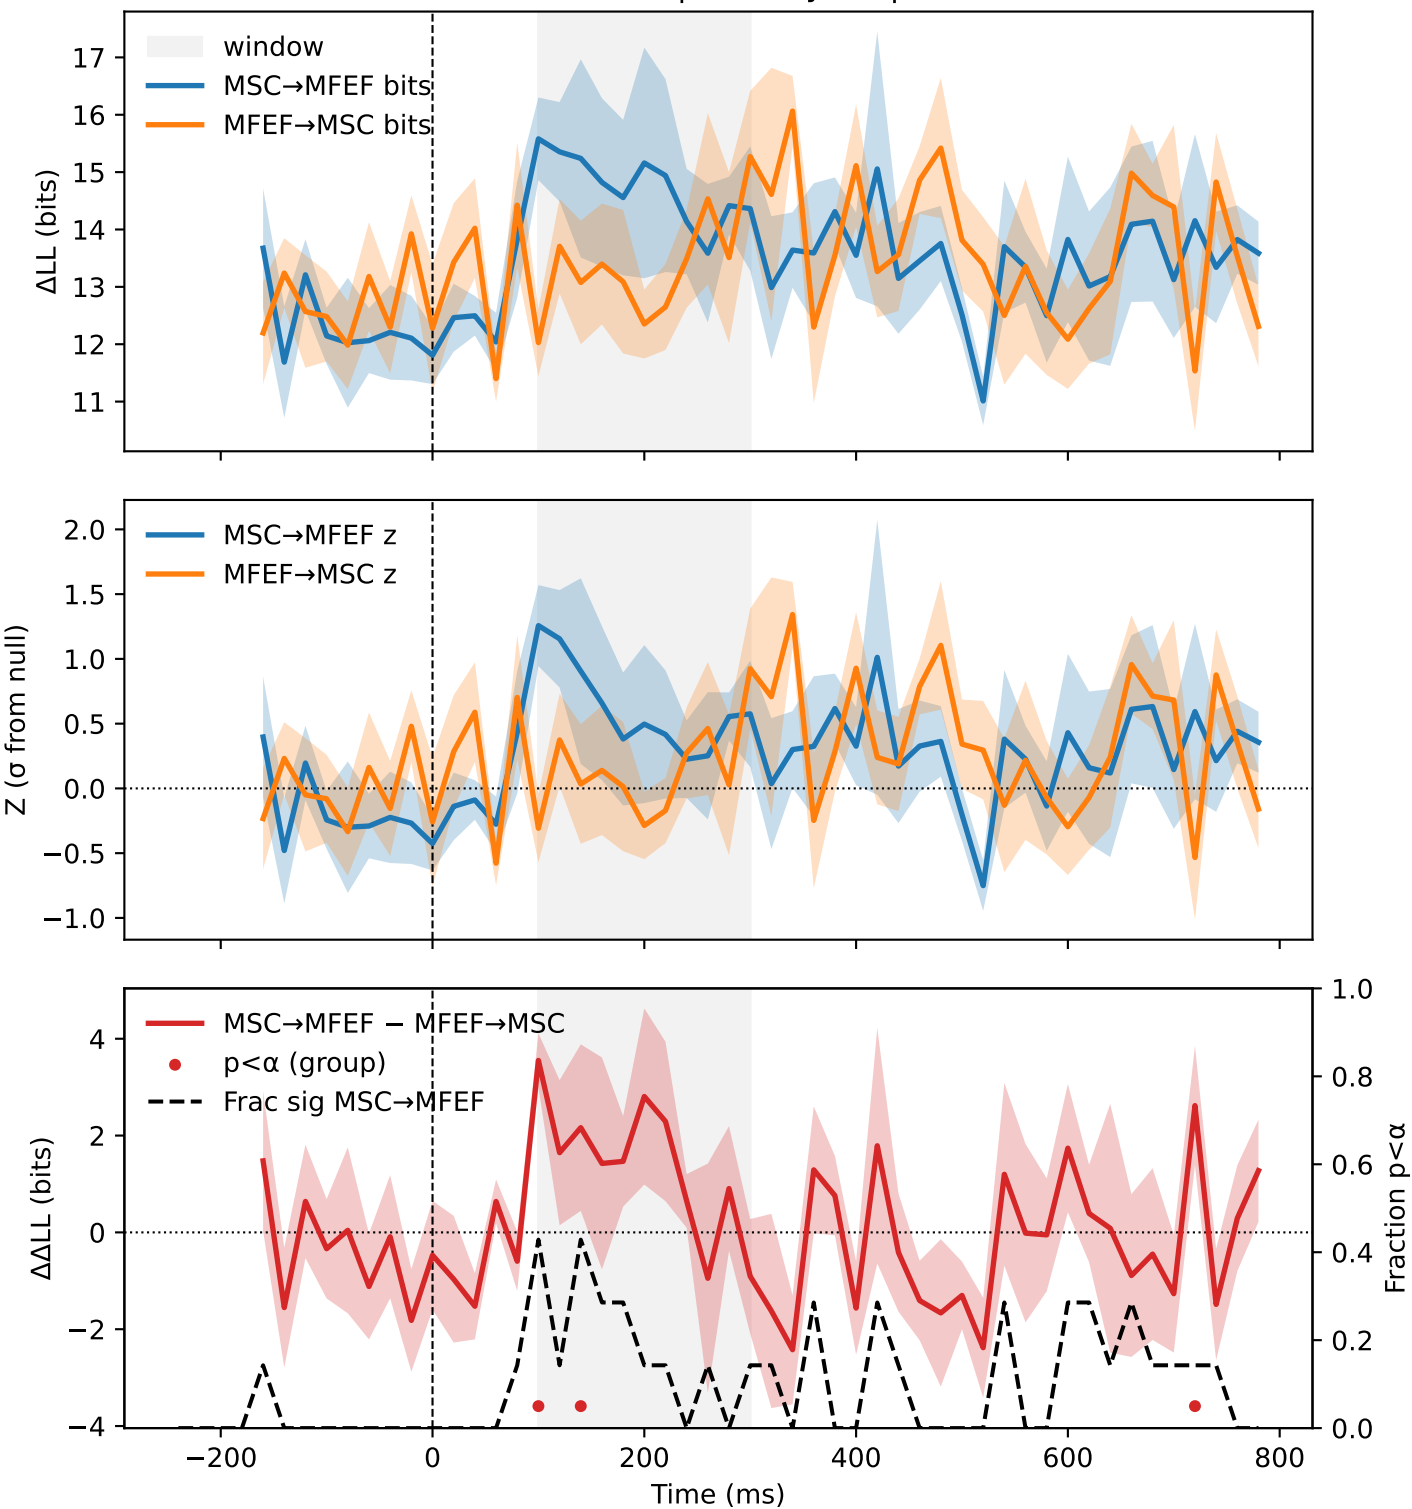 window
MSC→MFEF bits
MFEF→MSC bits
17
16
15
14
13
12
11
ΔLL (bits)
MSC→MFEF z
MFEF→MSC z
2.0
1.5
1.0
0.5
0.0
−0.5
−1.0
Z (σ from null)
MSC→MFEF − MFEF→MSC
p<α (group)
Frac sig MSC→MFEF
4
2
0
−2
−4
ΔΔLL (bits)
1.0
0.8
0.6
0.4
0.2
0.0
Fraction p<α
−200 0 200 400 600 800
Time (ms)